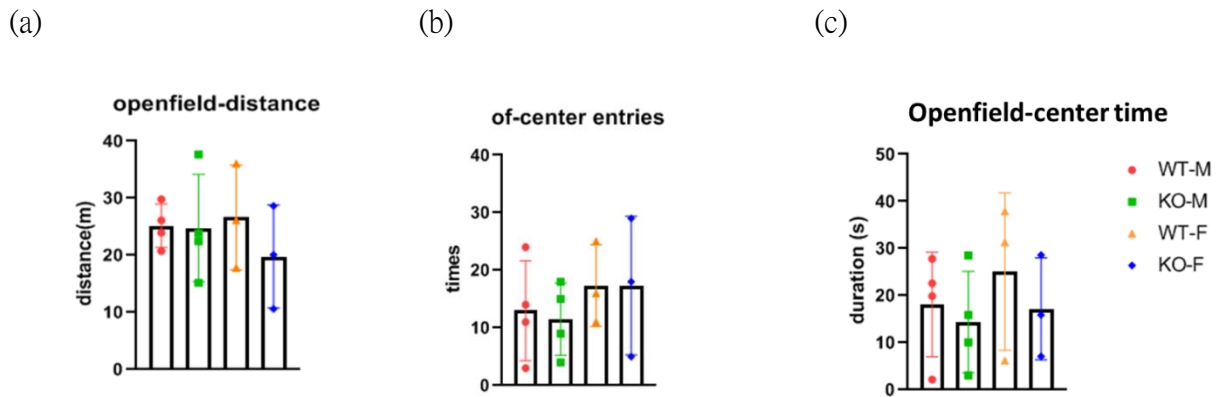 (a)
(b)
(c)
openfield-distance
distance(m)
40
30
20
10
0
of-center entries
times
40
30
20
10
0
Openfield-center time
duration (s)
50
40
30
20
10
0
WT-M
KO-M
WT-F
KO-F